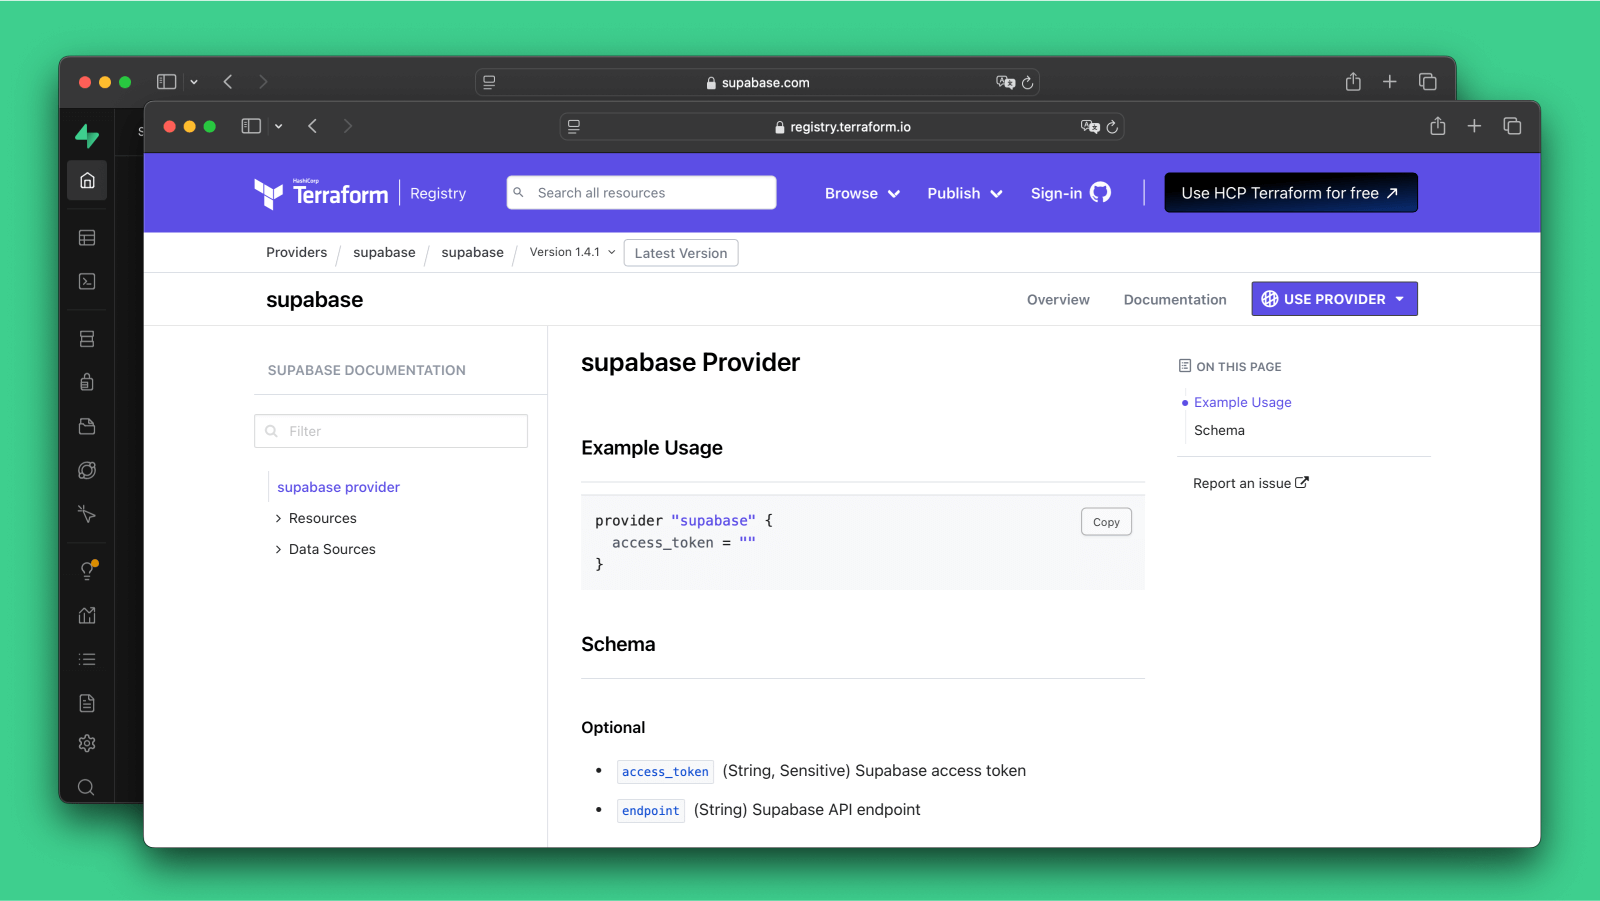 supabase.com
S
registry.terraform.io
HashiCorp
Terraform Registry
Search all resources
Browse Publish Sign-in Use HCP Terraform for free
Providers / supabase / supabase / Version 1.4.1 Latest Version
supabase
Overview Documentation USE PROVIDER
SUPABASE DOCUMENTATION
Filter
supabase provider
Resources
Data Sources
supabase Provider
Example Usage
provider "supabase" {
access_token = ""
}
Copy
Schema
Optional
• access_token (String, Sensitive) Supabase access token
• endpoint (String) Supabase API endpoint
ON THIS PAGE
Example Usage
Schema
Report an issue